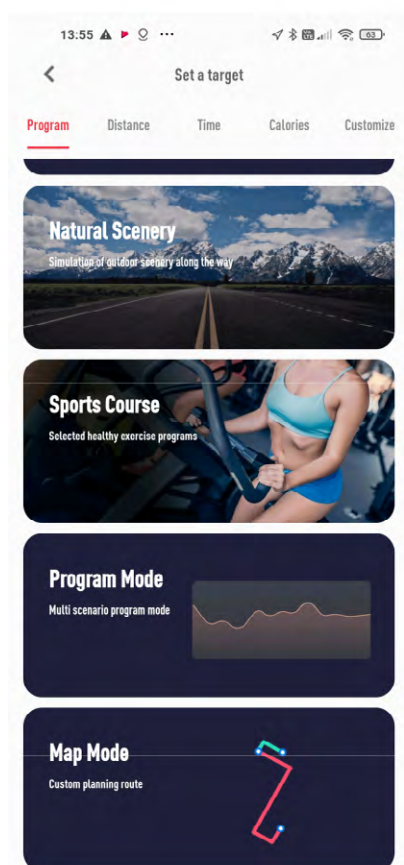 13:55
63
Set a target
Program Distance Time Calories Customize
Natural Scenery
Simulation of outdoor scenery along the way
Sports Course
Selected healthy exercise programs
Program Mode
Multi scenario program mode
Map Mode
Custom planning route